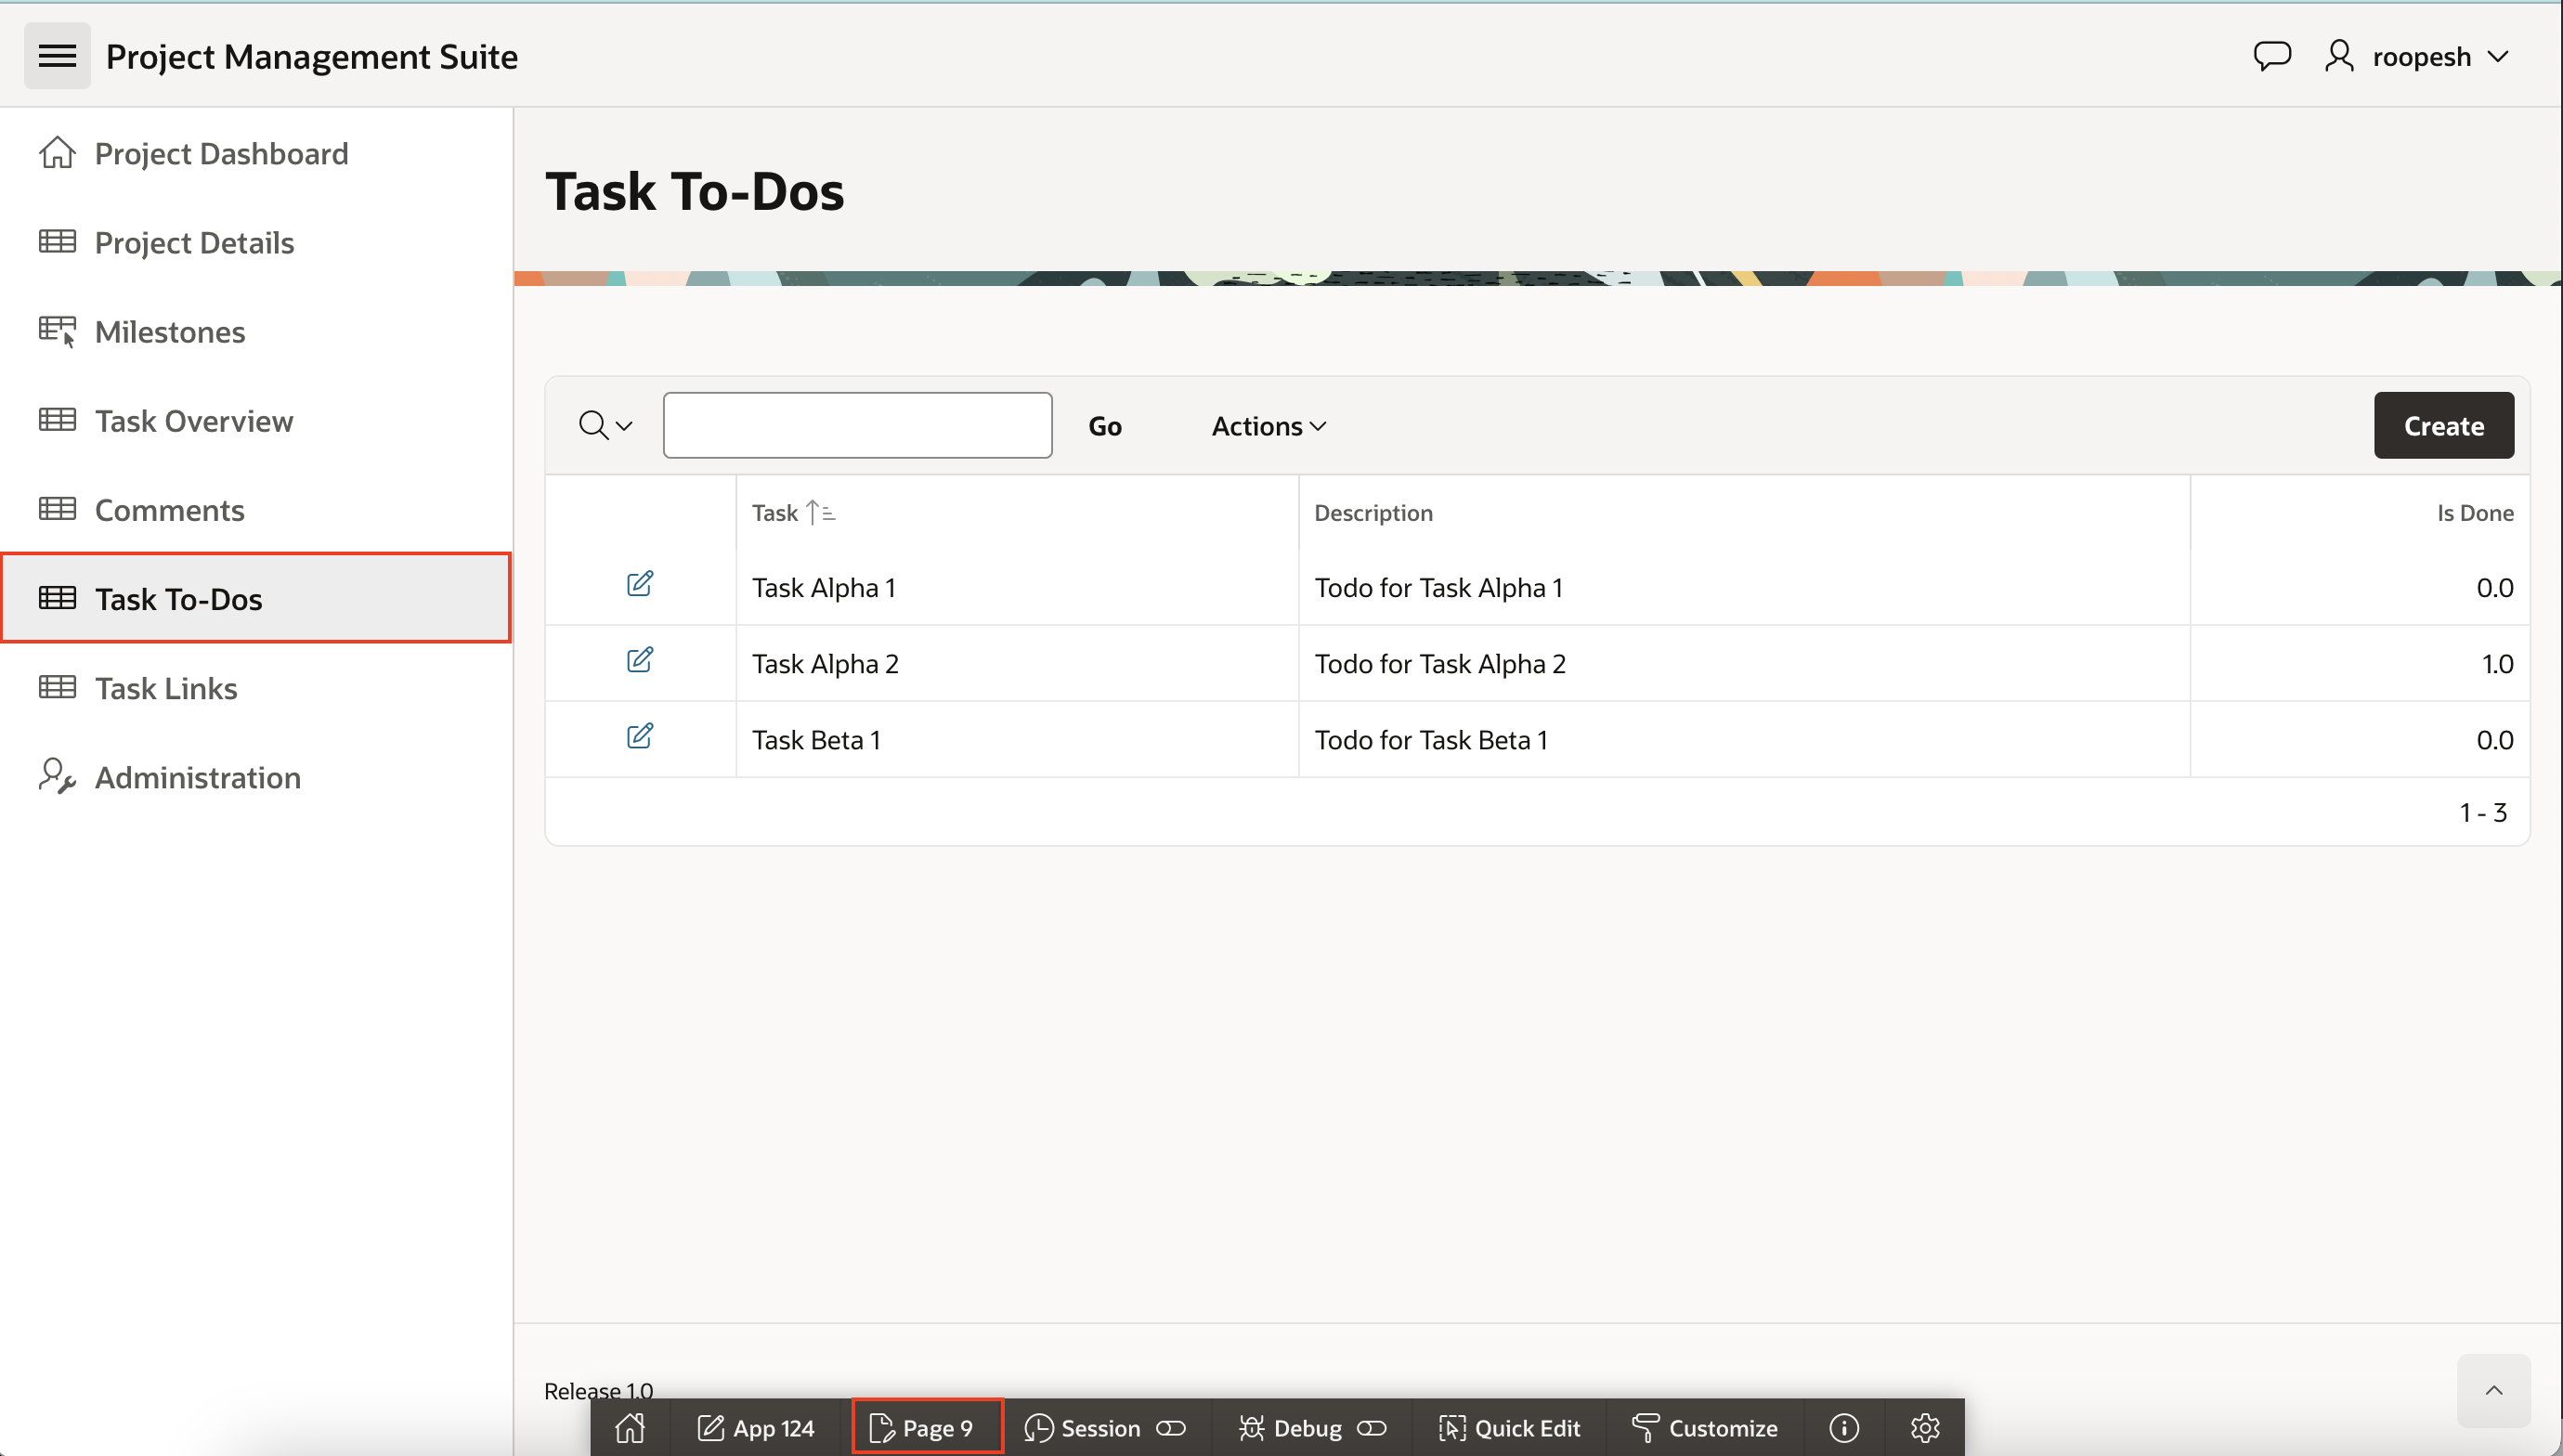 Project Management Suite
roopesh
Project Dashboard
Project Details
Milestones
Task Overview
Comments
Task To-Dos
Task Links
Administration
Task To-Dos
Go Actions Create
Task Description Is Done
Task Alpha 1 Todo for Task Alpha 1 0.0
Task Alpha 2 Todo for Task Alpha 2 1.0
Task Beta 1 Todo for Task Beta 1 0.0
1 - 3
Release 1.0
App 124 Page 9 Session Debug Quick Edit Customize